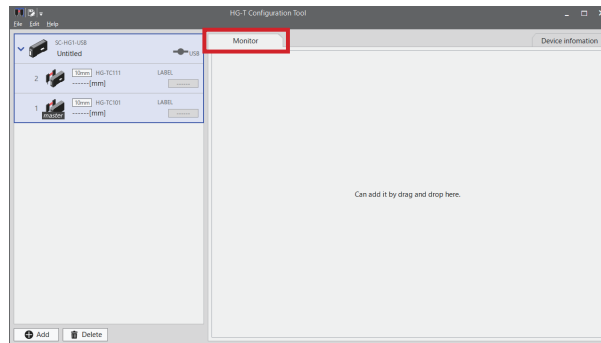 HG-T Configuration Tool
File Edit Help
SC-HG1-USB
Untitled
USB
2
10mm HG-TC111
LABEL
------[mm]
------
1
master
10mm HG-TC101
LABEL
------[mm]
------
Add Delete
Monitor
Device infomation
Can add it by drag and drop here.